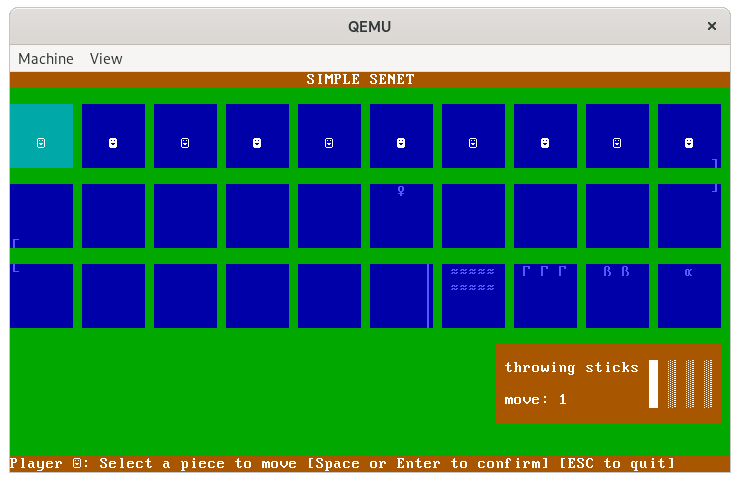 QEMU ×
Machine View
SIMPLE SENET
☺ ☻ ☺ ☻ ☺ ☻ ☺ ☻ ☺ ☻
♀
≈≈≈≈≈ Γ Γ Γ ß ß α
≈≈≈≈≈
throwing sticks
move: 1
Player ☺: Select a piece to move [Space or Enter to confirm] [ESC to quit]